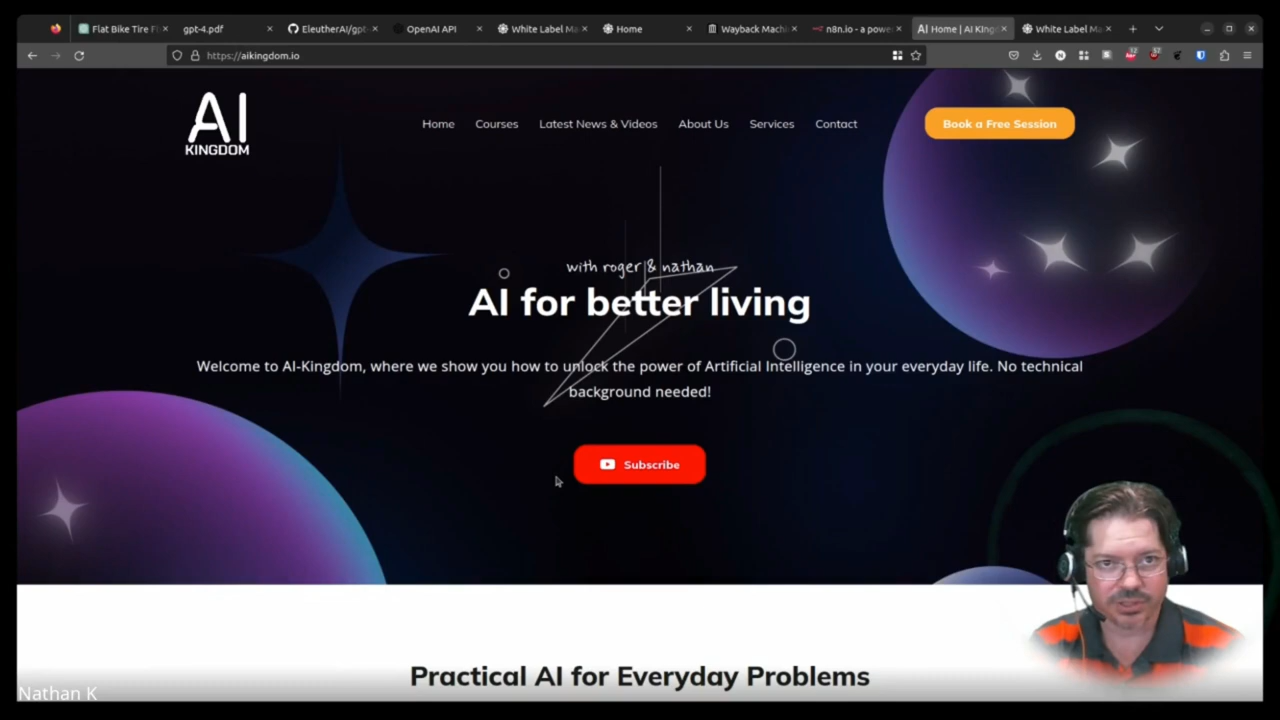 Flat Bike Tire Fi
gpt-4.pdf
EleutherAI/gpt-
OpenAI API
White Label Ma
Home
Wayback Machi
n8n.io - a powe
Home | AI Kingd
White Label Ma
https://aikingdom.io
AI
KINGDOM
Home
Courses
Latest News & Videos
About Us
Services
Contact
Book a Free Session
with roger & nathan
AI for better living
Welcome to AI-Kingdom, where we show you how to unlock the power of Artificial Intelligence in your everyday life. No technical
background needed!
Subscribe
Practical AI for Everyday Problems
Nathan K